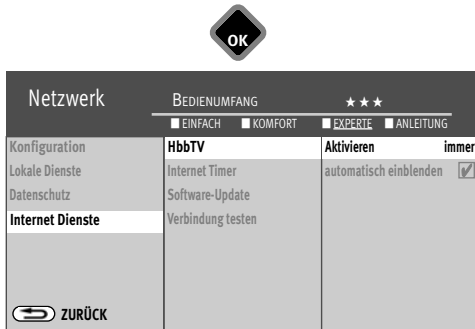 OK
Netzwerk
BEDIENUMFANG ★★★
EINFACH KOMFORT EXPERTE ANLEITUNG
Konfiguration HbbTV Aktivieren immer
Lokale Dienste Internet Timer automatisch einblenden
Datenschutz Software-Update
Internet Dienste Verbindung testen
ZURÜCK